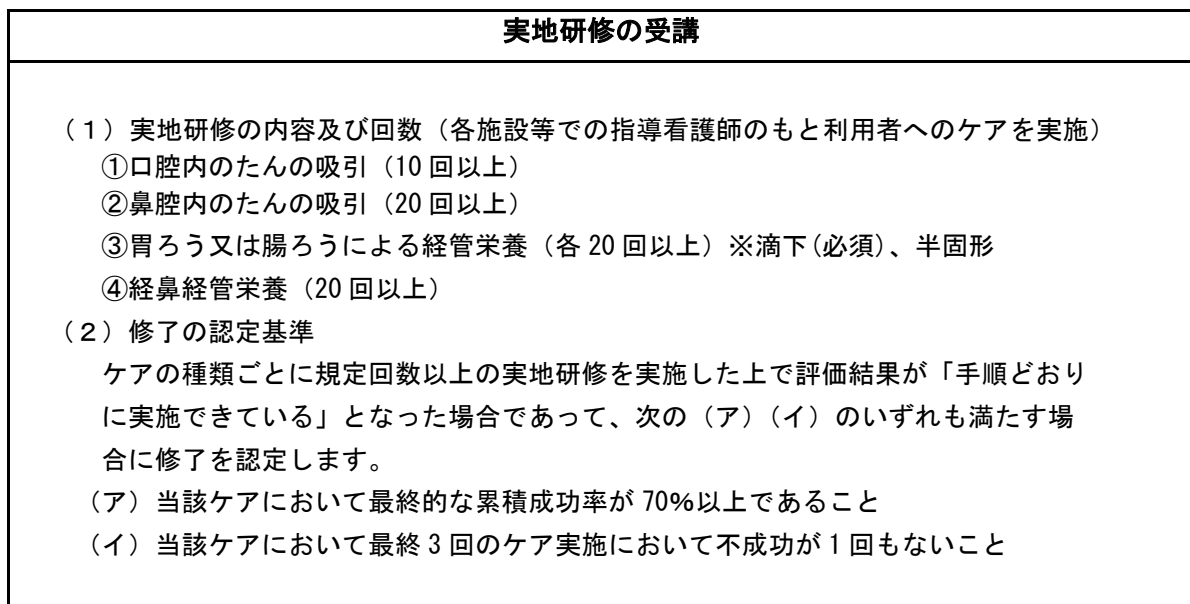 実地研修の受講
（１）実地研修の内容及び回数（各施設等での指導看護師のもと利用者へのケアを実施）
①口腔内のたんの吸引（10 回以上）
②鼻腔内のたんの吸引（20 回以上）
③胃ろう又は腸ろうによる経管栄養（各 20 回以上）※滴下(必須)、半固形
④経鼻経管栄養（20 回以上）
（２）修了の認定基準
ケアの種類ごとに規定回数以上の実地研修を実施した上で評価結果が「手順どおり
に実施できている」となった場合であって、次の（ア）（イ）のいずれも満たす場
合に修了を認定します。
（ア）当該ケアにおいて最終的な累積成功率が 70%以上であること
（イ）当該ケアにおいて最終 3 回のケア実施において不成功が 1 回もないこと